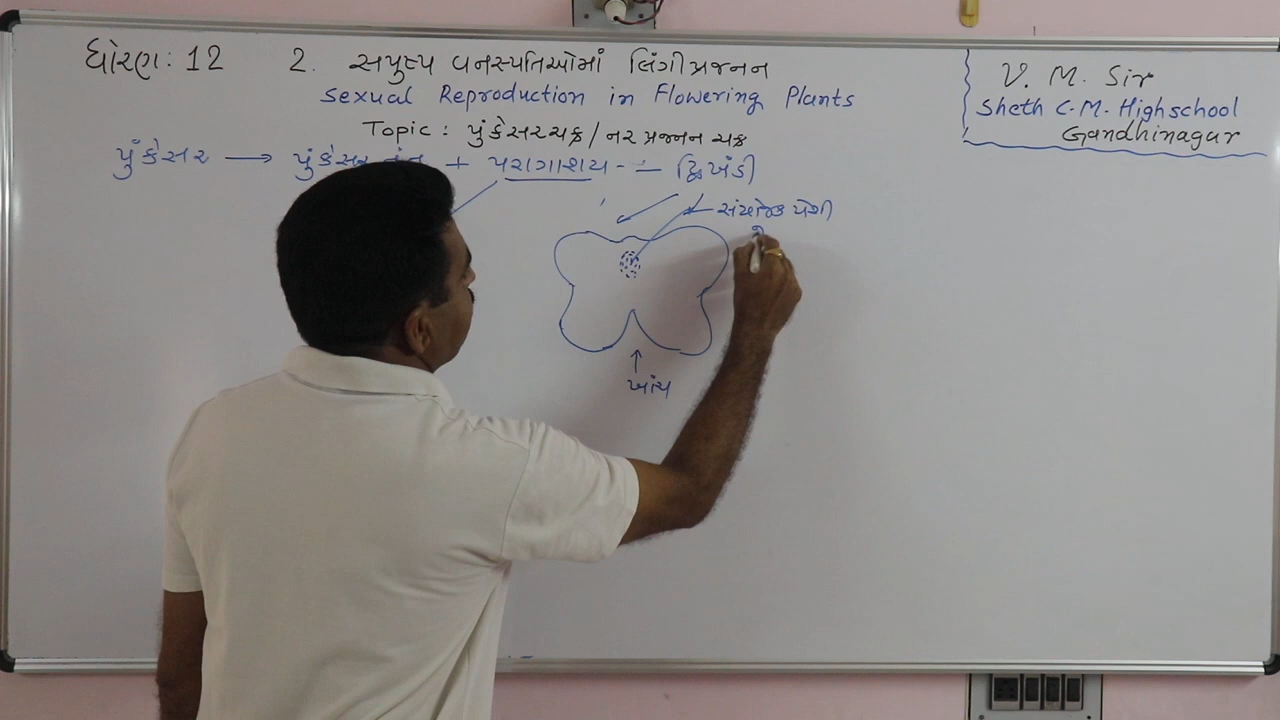 ધોરણ: 12 2. સપુષ્પ વનસ્પતિઓમાં લિંગીપ્રજનન
Sexual Reproduction in Flowering Plants
Topic: પુંકેસરચક્ર/નર પ્રજનન ચક્ર
પુંકેસર → પુંકેસર તંતુ + પરાગાશય - = દ્વિખંડી
સંયોજક પેશી
ખાંચ
V. M. Sir
Sheth C.M. Highschool
Gandhinagar